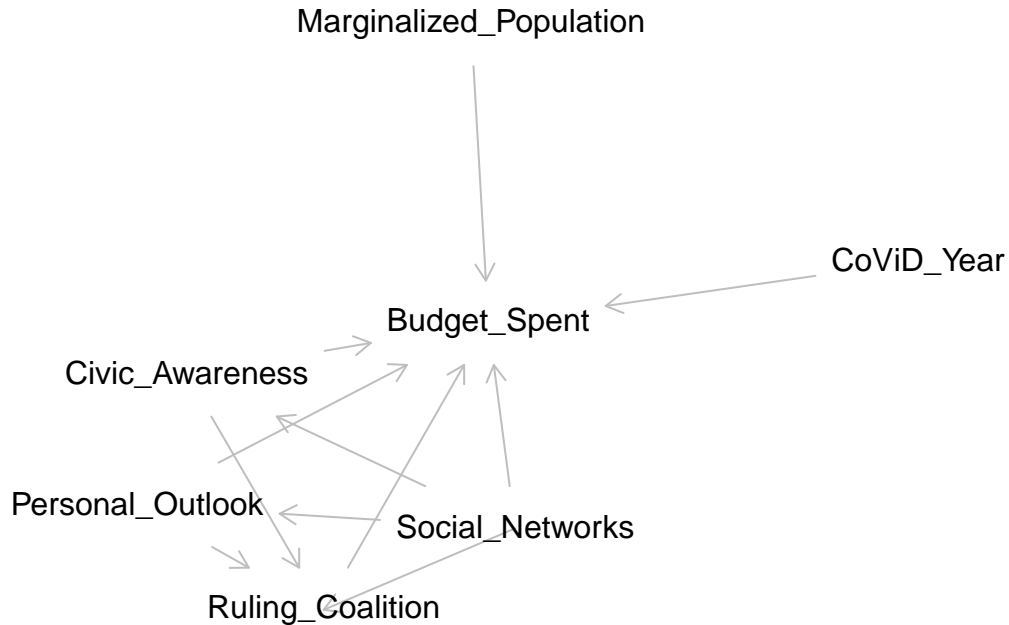 Marginalized_Population
CoViD_Year
Budget_Spent
Civic_Awareness
Personal_Outlook
Social_Networks
Ruling_Coalition